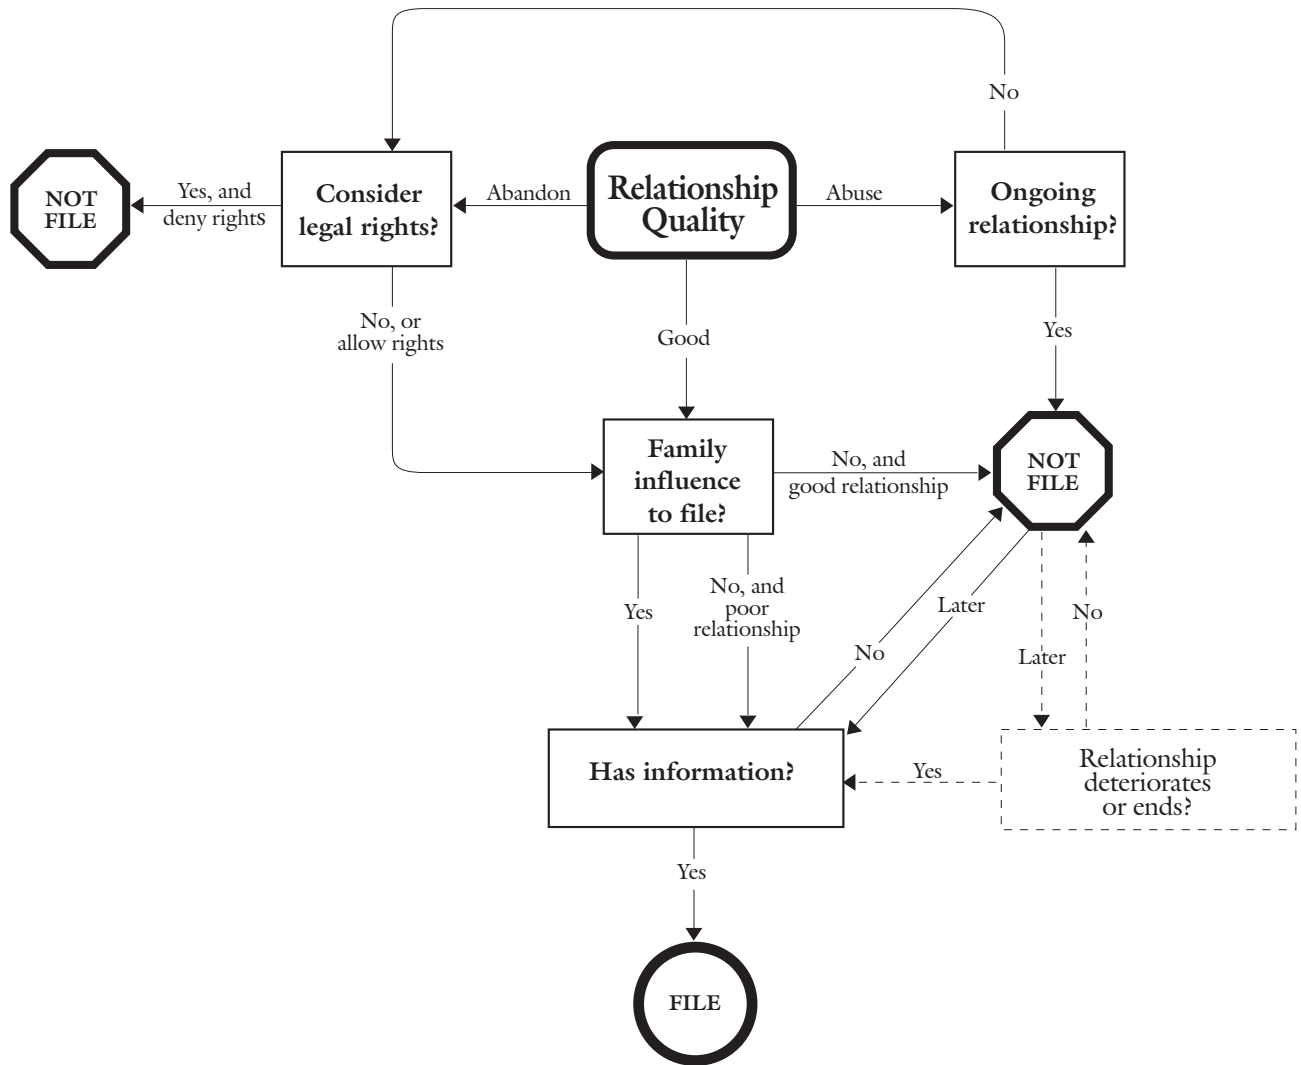 No
NOT
FILE
Yes, and
deny rights
Consider
legal rights?
Abandon
Relationship
Quality
Abuse
Ongoing
relationship?
No, or
allow rights
Good
Yes
Family
influence
to file?
No, and
good relationship
NOT
FILE
Yes
No, and
poor
relationship
No
Later
Later
No
Has information?
Yes
Relationship
deteriorates
or ends?
Yes
FILE